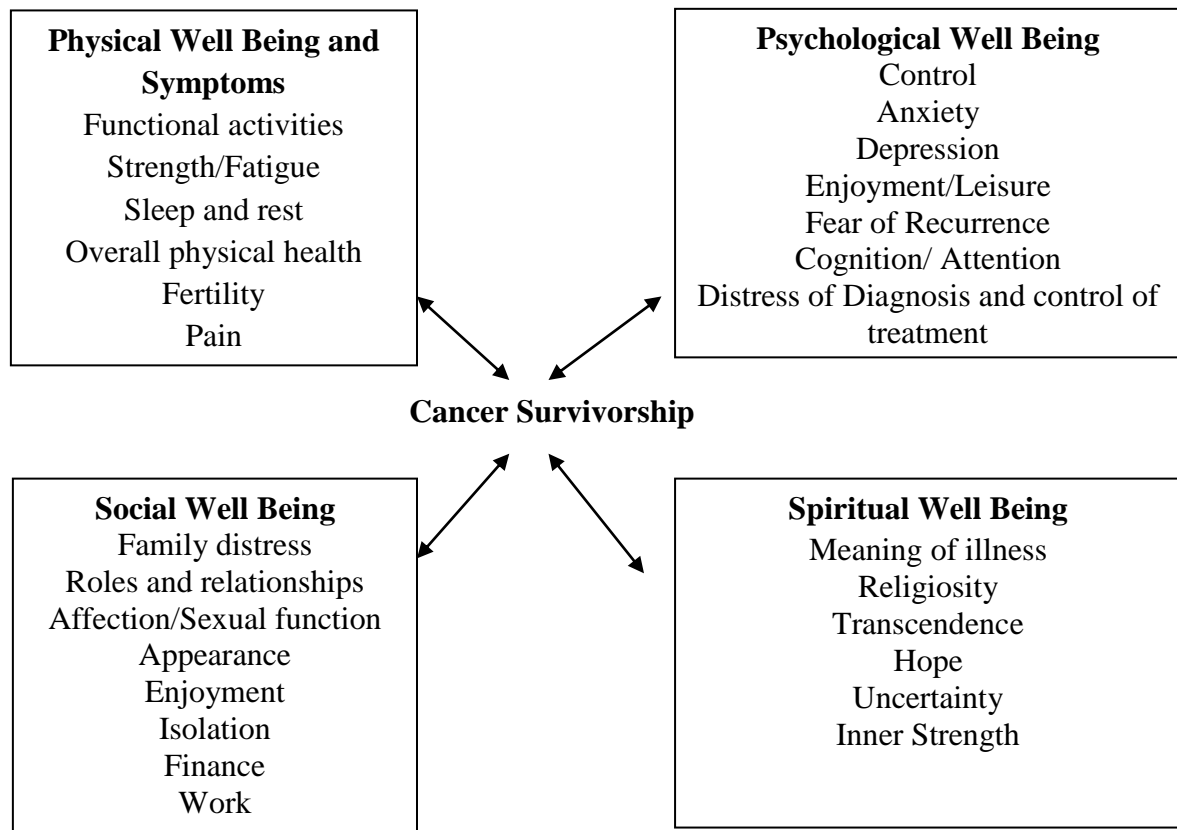 Physical Well Being and
Symptoms
Functional activities
Strength/Fatigue
Sleep and rest
Overall physical health
Fertility
Pain
Psychological Well Being
Control
Anxiety
Depression
Enjoyment/Leisure
Fear of Recurrence
Cognition/ Attention
Distress of Diagnosis and control of
treatment
Cancer Survivorship
Social Well Being
Family distress
Roles and relationships
Affection/Sexual function
Appearance
Enjoyment
Isolation
Finance
Work
Spiritual Well Being
Meaning of illness
Religiosity
Transcendence
Hope
Uncertainty
Inner Strength